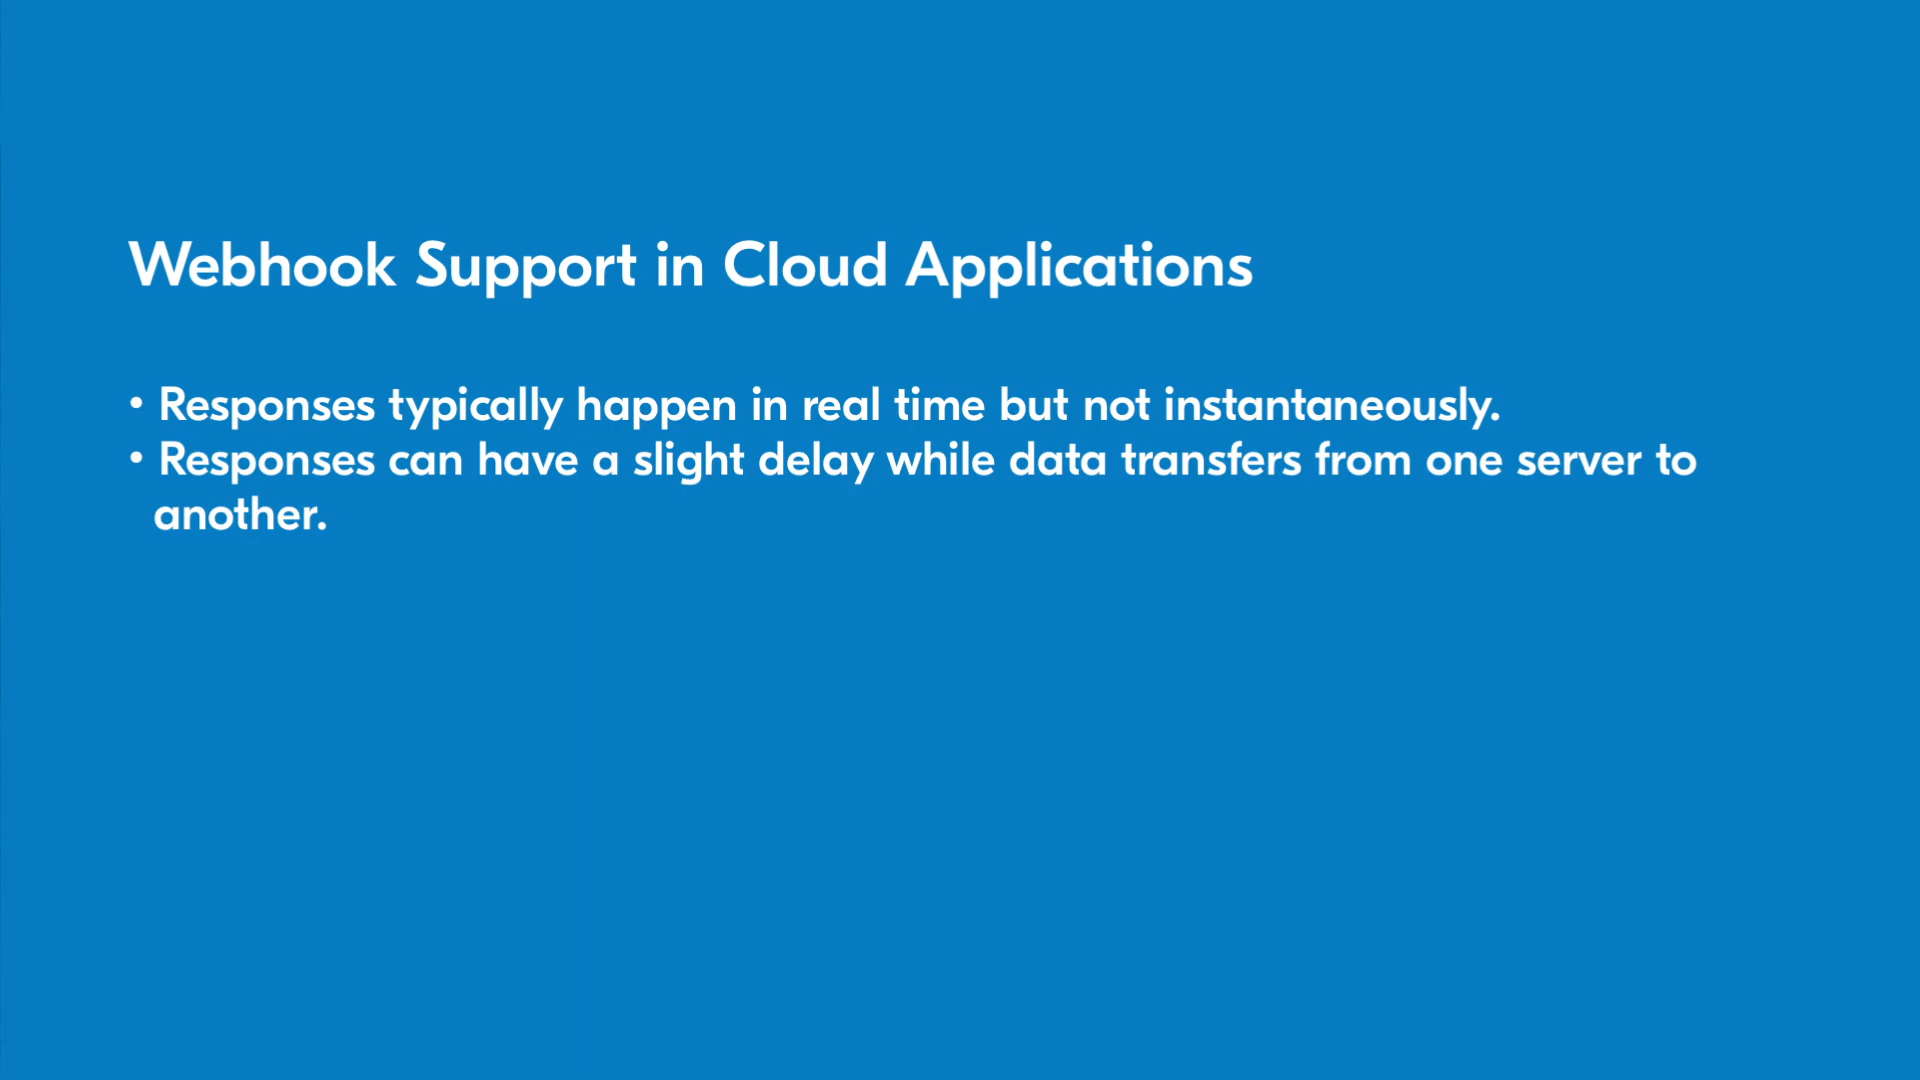 Webhook Support in Cloud Applications
• Responses typically happen in real time but not instantaneously.
• Responses can have a slight delay while data transfers from one server to
another.